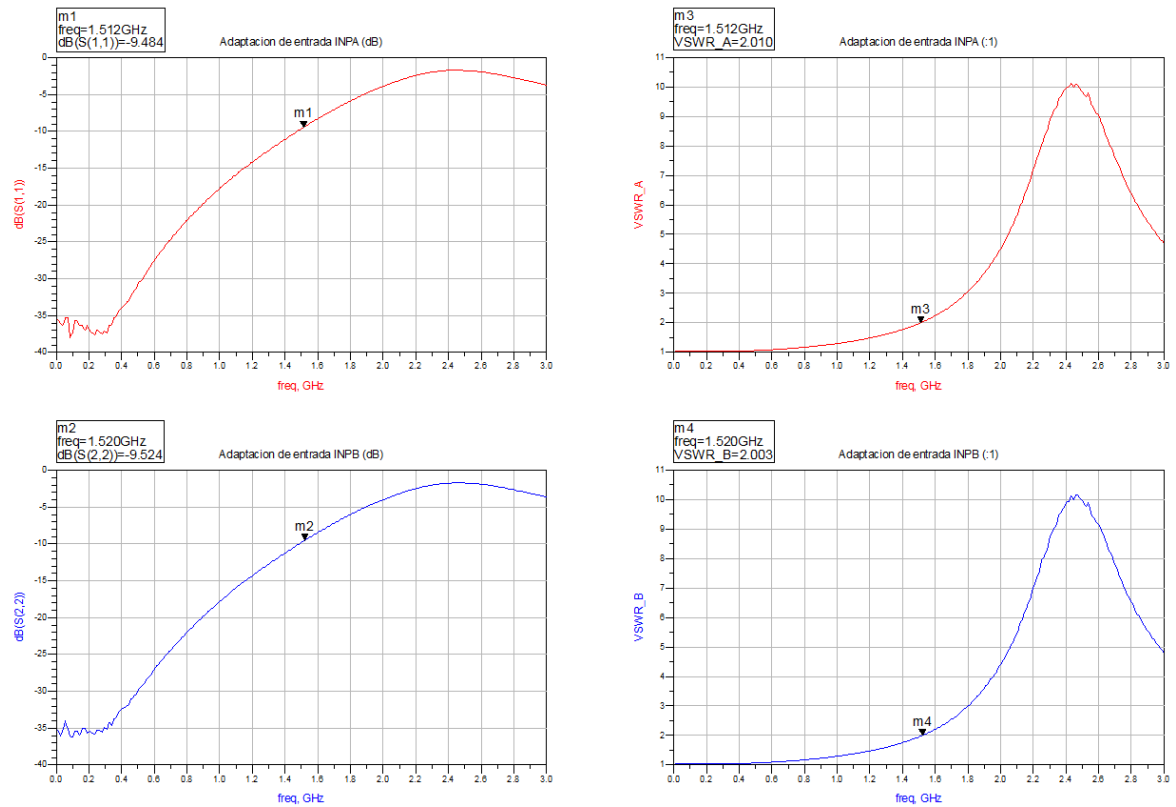 m1
freq=1.512GHz
dB(S(1,1))=-9.484
Adaptacion de entrada INPA (dB)
0
-5
-10
-15
-20
-25
-30
-35
-40
dB(S(1,1))
m1
0.0 0.2 0.4 0.6 0.8 1.0 1.2 1.4 1.6 1.8 2.0 2.2 2.4 2.6 2.8 3.0
freq, GHz
m3
freq=1.512GHz
VSWR_A=2.010
Adaptacion de entrada INPA (:1)
11
10
9
8
7
6
5
4
3
2
1
VSWR_A
m3
0.0 0.2 0.4 0.6 0.8 1.0 1.2 1.4 1.6 1.8 2.0 2.2 2.4 2.6 2.8 3.0
freq, GHz
m2
freq=1.520GHz
dB(S(2,2))=-9.524
Adaptacion de entrada INPB (dB)
0
-5
-10
-15
-20
-25
-30
-35
-40
dB(S(2,2))
m2
0.0 0.2 0.4 0.6 0.8 1.0 1.2 1.4 1.6 1.8 2.0 2.2 2.4 2.6 2.8 3.0
freq, GHz
m4
freq=1.520GHz
VSWR_B=2.003
Adaptacion de entrada INPB (:1)
11
10
9
8
7
6
5
4
3
2
1
VSWR_B
m4
0.0 0.2 0.4 0.6 0.8 1.0 1.2 1.4 1.6 1.8 2.0 2.2 2.4 2.6 2.8 3.0
freq, GHz